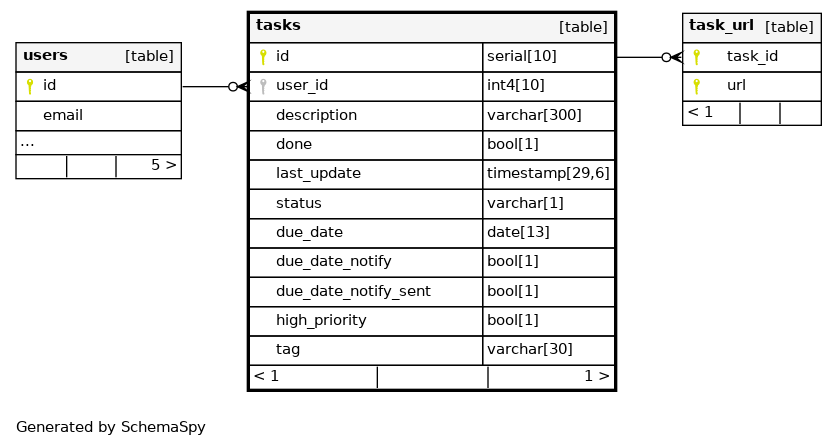 users [table]
id
email
...
5 >
tasks [table]
id serial[10]
user_id int4[10]
description varchar[300]
done bool[1]
last_update timestamp[29,6]
status varchar[1]
due_date date[13]
due_date_notify bool[1]
due_date_notify_sent bool[1]
high_priority bool[1]
tag varchar[30]
< 1 1 >
task_url [table]
task_id
url
< 1
Generated by SchemaSpy